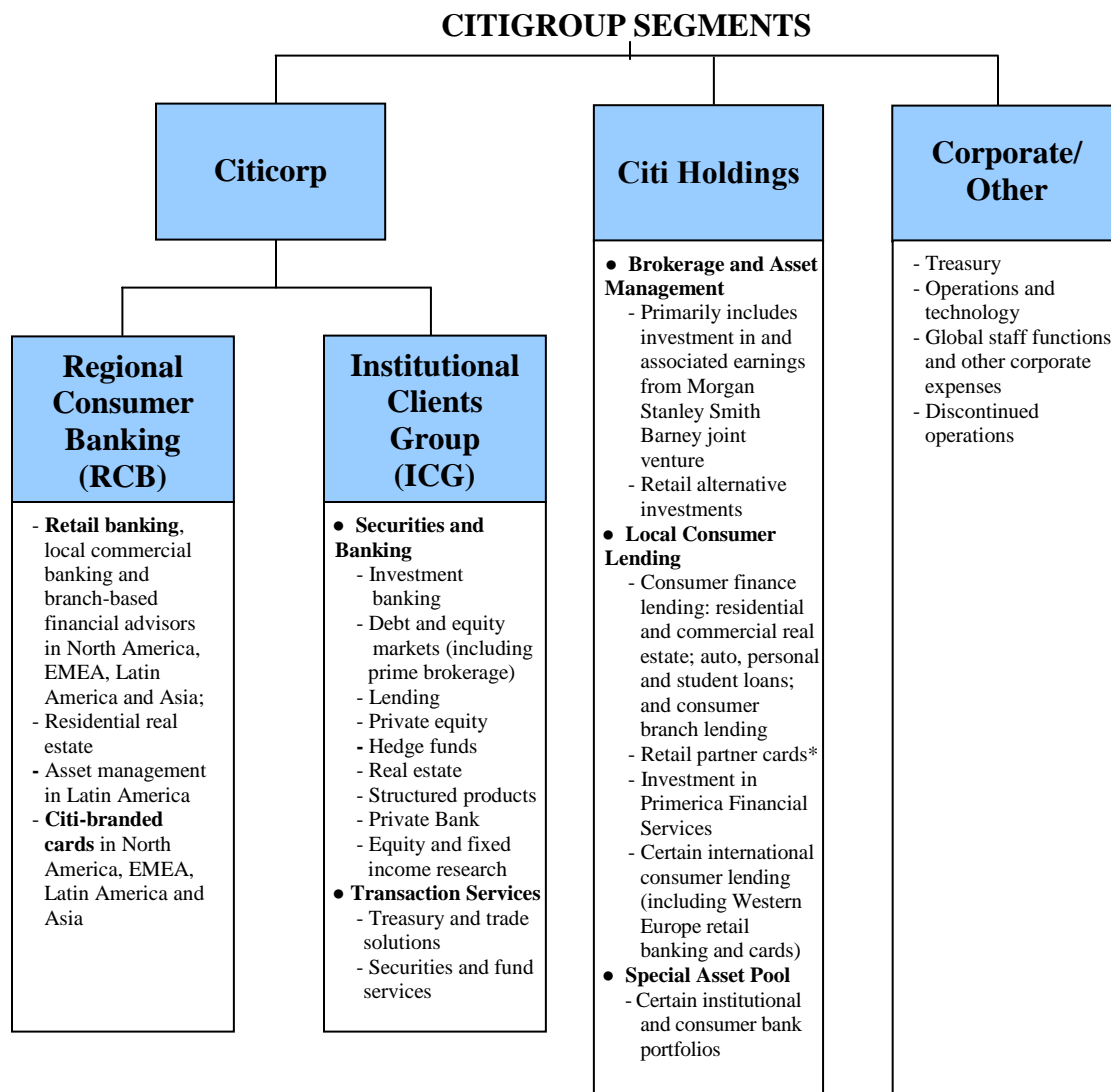 CITIGROUP SEGMENTS
Citicorp
Regional
Consumer
Banking
(RCB)
- Retail banking,
local commercial
banking and
branch-based
financial advisors
in North America,
EMEA, Latin
America and Asia;
- Residential real
estate
- Asset management
in Latin America
- Citi-branded
cards in North
America, EMEA,
Latin America and
Asia
Institutional
Clients
Group
(ICG)
● Securities and
Banking
- Investment
banking
- Debt and equity
markets (including
prime brokerage)
- Lending
- Private equity
- Hedge funds
- Real estate
- Structured products
- Private Bank
- Equity and fixed
income research
● Transaction Services
- Treasury and trade
solutions
- Securities and fund
services
Citi Holdings
● Brokerage and Asset
Management
- Primarily includes
investment in and
associated earnings
from Morgan
Stanley Smith
Barney joint
venture
- Retail alternative
investments
● Local Consumer
Lending
- Consumer finance
lending: residential
and commercial real
estate; auto, personal
and student loans;
and consumer
branch lending
- Retail partner cards*
- Investment in
Primerica Financial
Services
- Certain international
consumer lending
(including Western
Europe retail
banking and cards)
● Special Asset Pool
- Certain institutional
and consumer bank
portfolios
Corporate/
Other
- Treasury
- Operations and
technology
- Global staff functions
and other corporate
expenses
- Discontinued
operations